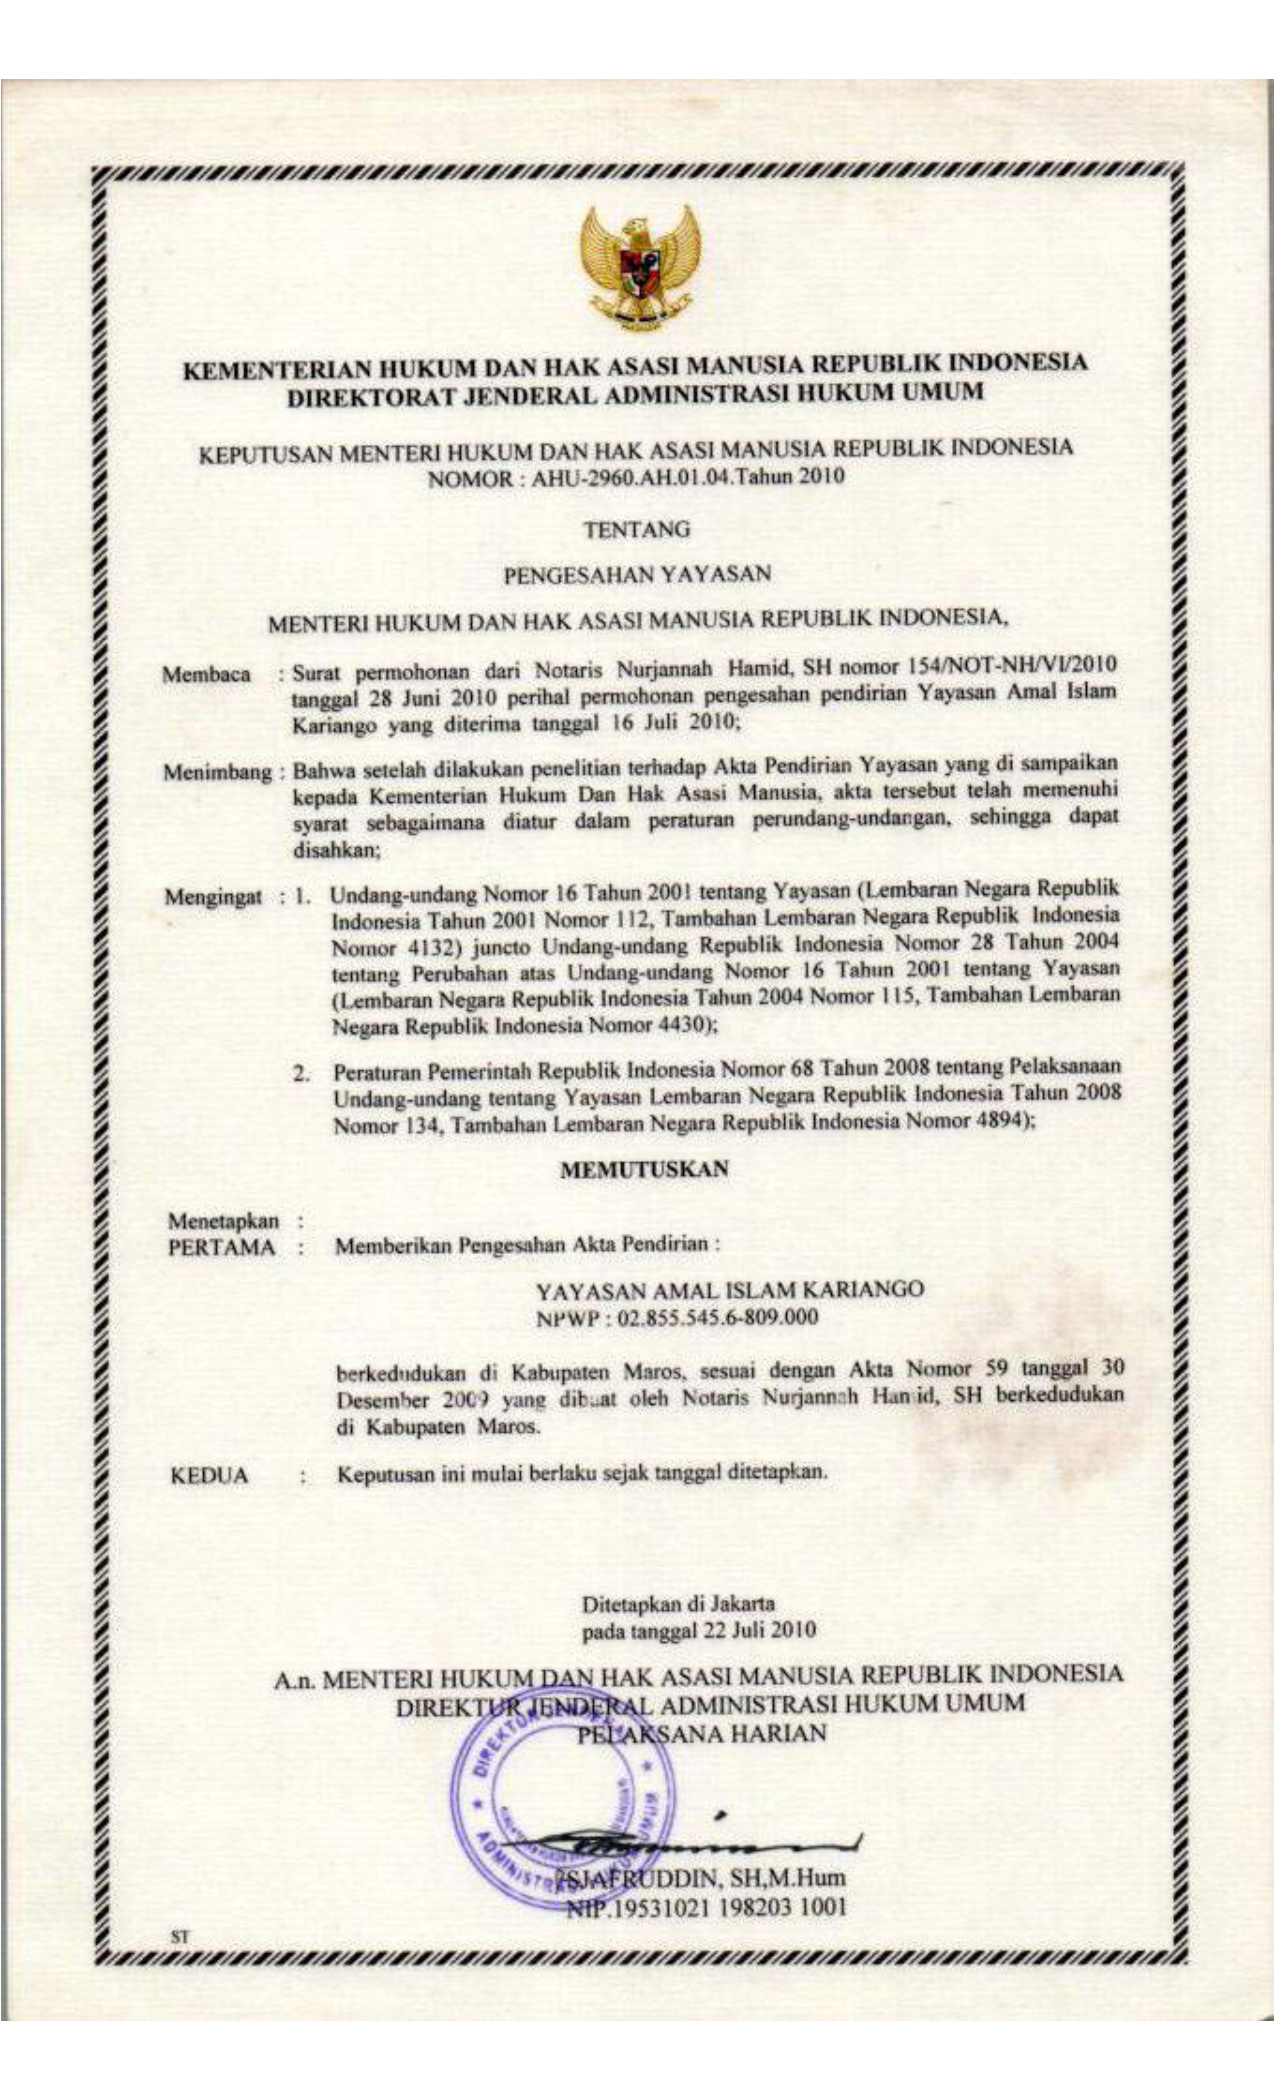 KEMENTERIAN HUKUM DAN HAK ASASI MANUSIA REPUBLIK INDONESIA
DIREKTORAT JENDERAL ADMINISTRASI HUKUM UMUM
KEPUTUSAN MENTERI HUKUM DAN HAK ASASI MANUSIA REPUBLIK INDONESIA
NOMOR : AHU-2960.AH.01.04.Tahun 2010
TENTANG
PENGESAHAN YAYASAN
MENTERI HUKUM DAN HAK ASASI MANUSIA REPUBLIK INDONESIA,
Membaca : Surat permohonan dari Notaris Nurjannah Hamid, SH nomor 154/NOT-NH/VI/2010
tanggal 28 Juni 2010 perihal permohonan pengesahan pendirian Yayasan Amal Islam
Kariango yang diterima tanggal 16 Juli 2010;
Menimbang : Bahwa setelah dilakukan penelitian terhadap Akta Pendirian Yayasan yang di sampaikan
kepada Kementerian Hukum Dan Hak Asasi Manusia, akta tersebut telah memenuhi
syarat sebagaimana diatur dalam peraturan perundang-undangan, sehingga dapat
disahkan;
Mengingat : 1. Undang-undang Nomor 16 Tahun 2001 tentang Yayasan (Lembaran Negara Republik
Indonesia Tahun 2001 Nomor 112, Tambahan Lembaran Negara Republik Indonesia
Nomor 4132) juncto Undang-undang Republik Indonesia Nomor 28 Tahun 2004
tentang Perubahan atas Undang-undang Nomor 16 Tahun 2001 tentang Yayasan
(Lembaran Negara Republik Indonesia Tahun 2004 Nomor 115, Tambahan Lembaran
Negara Republik Indonesia Nomor 4430);
2. Peraturan Pemerintah Republik Indonesia Nomor 68 Tahun 2008 tentang Pelaksanaan
Undang-undang tentang Yayasan Lembaran Negara Republik Indonesia Tahun 2008
Nomor 134, Tambahan Lembaran Negara Republik Indonesia Nomor 4894);
MEMUTUSKAN
Menetapkan :
PERTAMA : Memberikan Pengesahan Akta Pendirian :
YAYASAN AMAL ISLAM KARIANGO
NPWP : 02.855.545.6-809.000
berkedudukan di Kabupaten Maros, sesuai dengan Akta Nomor 59 tanggal 30
Desember 2009 yang dibuat oleh Notaris Nurjannah Hamid, SH berkedudukan
di Kabupaten Maros.
KEDUA : Keputusan ini mulai berlaku sejak tanggal ditetapkan.
Ditetapkan di Jakarta
pada tanggal 22 Juli 2010
A.n. MENTERI HUKUM DAN HAK ASASI MANUSIA REPUBLIK INDONESIA
DIREKTUR JENDERAL ADMINISTRASI HUKUM UMUM
PELAKSANA HARIAN
DIREKTUR JENDERAL
ADMINISTRASI HUKUM UMUM
SJAFRUDDIN, SH,M.Hum
NIP.19531021 198203 1001
ST